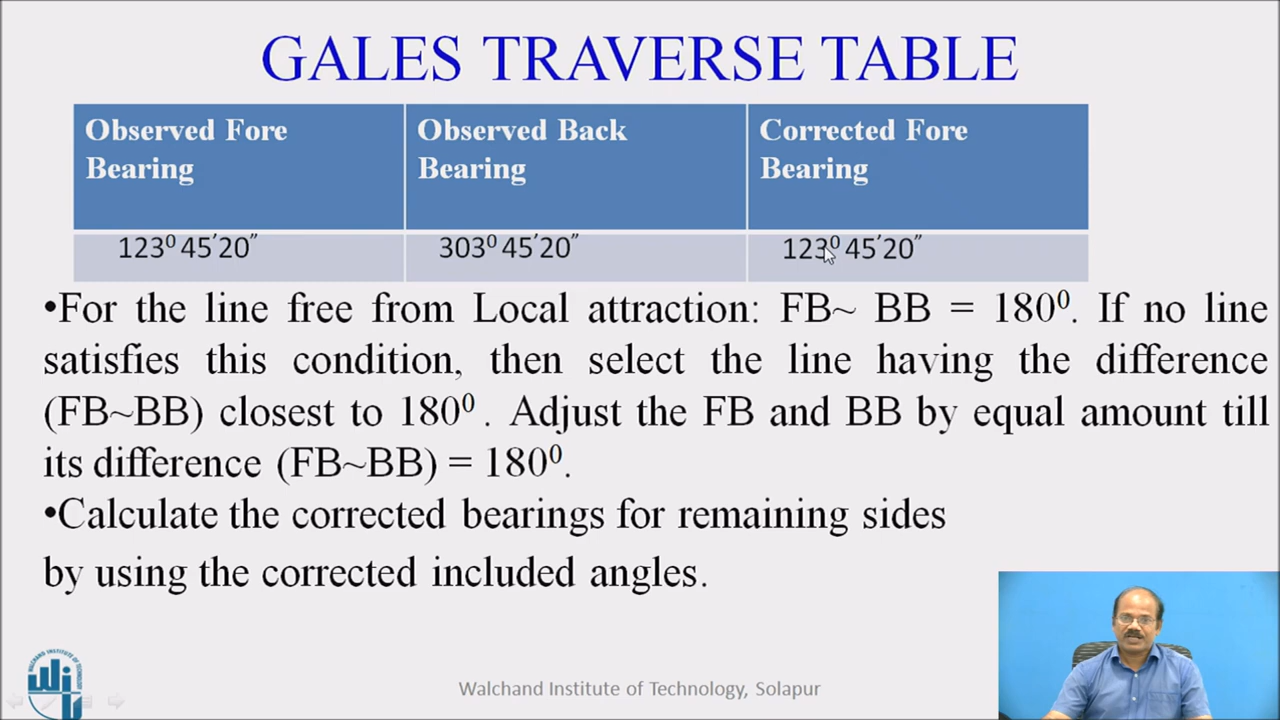 GALES TRAVERSE TABLE
Observed Fore Bearing
Observed Back Bearing
Corrected Fore Bearing
123⁰ 45′20″
303⁰ 45′20″
123⁰ 45′20″
•For the line free from Local attraction: FB~ BB = 180⁰. If no line
satisfies this condition, then select the line having the difference
(FB~BB) closest to 180⁰ . Adjust the FB and BB by equal amount till
its difference (FB~BB) = 180⁰.
•Calculate the corrected bearings for remaining sides
by using the corrected included angles.
WALCHAND INSTITUTE OF TECHNOLOGY
Walchand Institute of Technology, Solapur